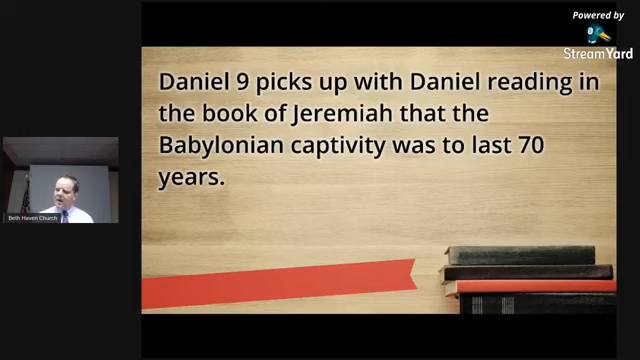 Powered by
StreamYard
Daniel 9 picks up with Daniel reading in
the book of Jeremiah that the
Babylonian captivity was to last 70
years.
Beth Haven Church